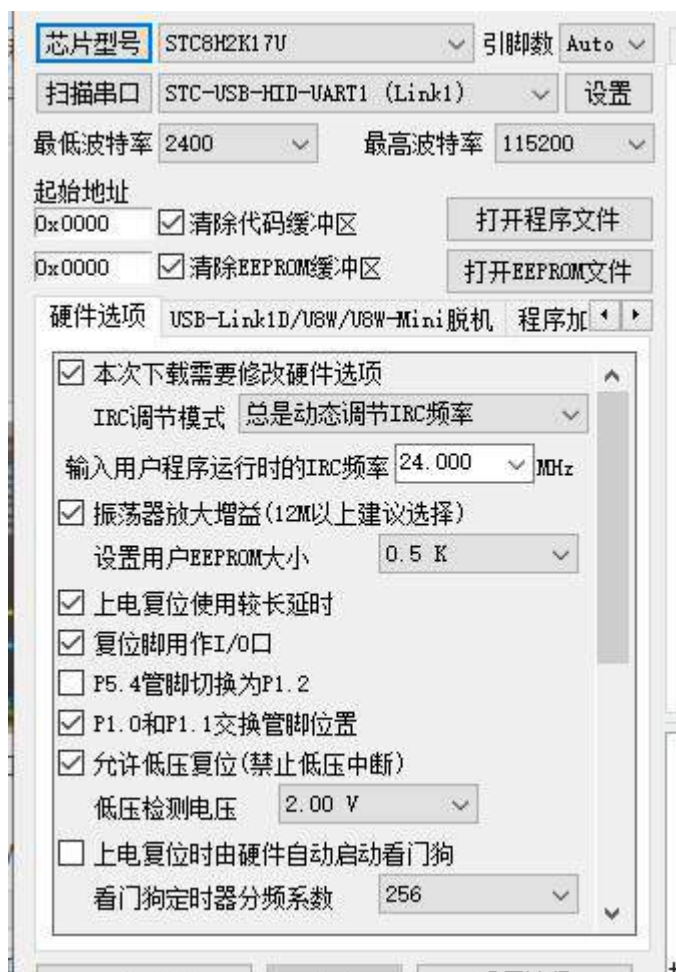 芯片型号 STC8H2K17U 引脚数 Auto
扫描串口 STC-USB-HID-UART1 (Link1) 设置
最低波特率 2400 最高波特率 115200
起始地址
0x0000 清除代码缓冲区 打开程序文件
0x0000 清除EEPROM缓冲区 打开EEPROM文件
硬件选项 USB-Link1D/U8W/U8W-Mini脱机 程序加
本次下载需要修改硬件选项
IRC调节模式 总是动态调节IRC频率
输入用户程序运行时的IRC频率 24.000 MHz
振荡器放大增益(12M以上建议选择)
设置用户EEPROM大小 0.5 K
上电复位使用较长延时
复位脚用作I/O口
P5.4管脚切换为P1.2
P1.0和P1.1交换管脚位置
允许低压复位(禁止低压中断)
低压检测电压 2.00 V
上电复位时由硬件自动启动看门狗
看门狗定时器分频系数 256